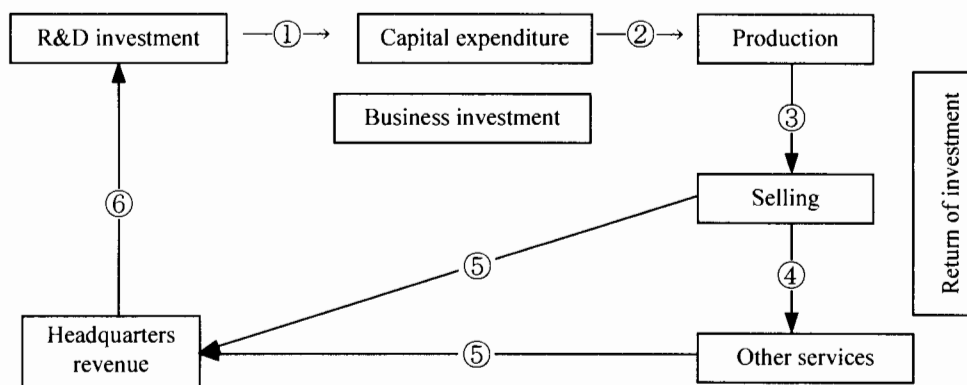 R&D investment
①
Capital expenditure
②
Production
Business investment
③
Return of investment
Selling
⑥
⑤
④
Headquarters
revenue
⑤
Other services